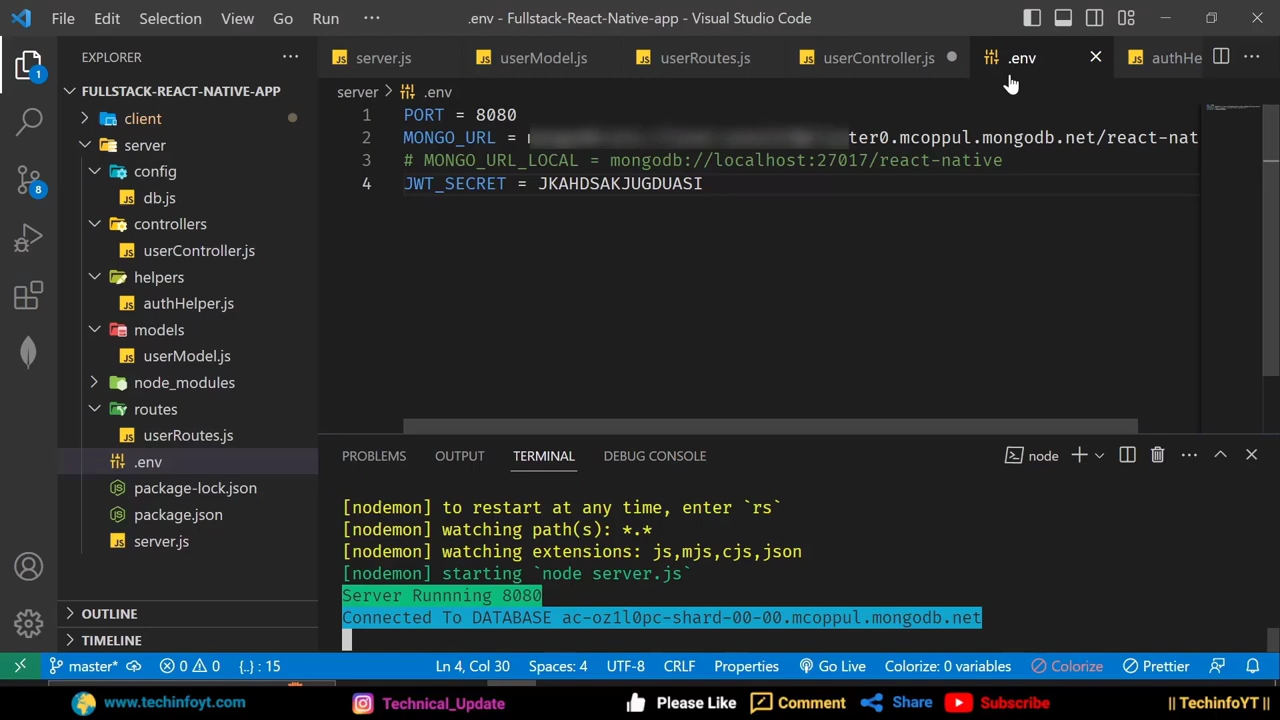 File Edit Selection View Go Run ··· .env - Fullstack-React-Native-app - Visual Studio Code
EXPLORER ···
server.js userModel.js userRoutes.js userController.js .env authHe ···
FULLSTACK-REACT-NATIVE-APP
client
server
config
db.js
controllers
userController.js
helpers
authHelper.js
models
userModel.js
node_modules
routes
userRoutes.js
.env
package-lock.json
package.json
server.js
OUTLINE
TIMELINE
1
8
server > .env
1 PORT = 8080
2 MONGO_URL = ter0.mcoppul.mongodb.net/react-nat
3 # MONGO_URL_LOCAL = mongodb://localhost:27017/react-native
4 JWT_SECRET = JKAHDSAKJUGDUASI
PROBLEMS OUTPUT TERMINAL DEBUG CONSOLE node ···
[nodemon] to restart at any time, enter `rs`
[nodemon] watching path(s): *.*
[nodemon] watching extensions: js,mjs,cjs,json
[nodemon] starting `node server.js`
Server Runnning 8080
Connected To DATABASE ac-oz1l0pc-shard-00-00.mcoppul.mongodb.net
master* 0 0 {..} : 15 Ln 4, Col 30 Spaces: 4 UTF-8 CRLF Properties Go Live Colorize: 0 variables Colorize Prettier
www.techinfoyt.com Technical_Update Please Like Comment Share Subscribe || TechinfoYT ||